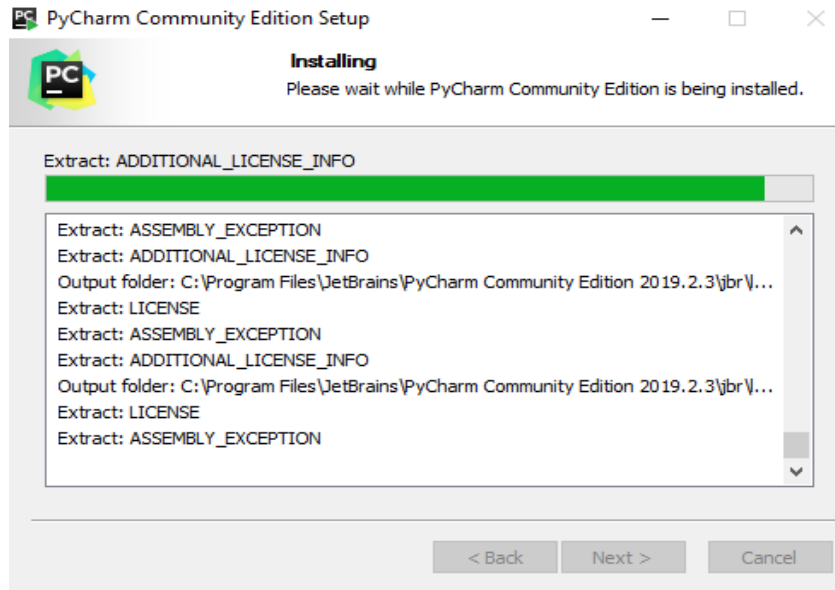 PC PyCharm Community Edition Setup
PC
Installing
Please wait while PyCharm Community Edition is being installed.
Extract: ADDITIONAL_LICENSE_INFO
Extract: ASSEMBLY_EXCEPTION
Extract: ADDITIONAL_LICENSE_INFO
Output folder: C:\Program Files\JetBrains\PyCharm Community Edition 2019.2.3\jbr\l...
Extract: LICENSE
Extract: ASSEMBLY_EXCEPTION
Extract: ADDITIONAL_LICENSE_INFO
Output folder: C:\Program Files\JetBrains\PyCharm Community Edition 2019.2.3\jbr\l...
Extract: LICENSE
Extract: ASSEMBLY_EXCEPTION
< Back Next > Cancel